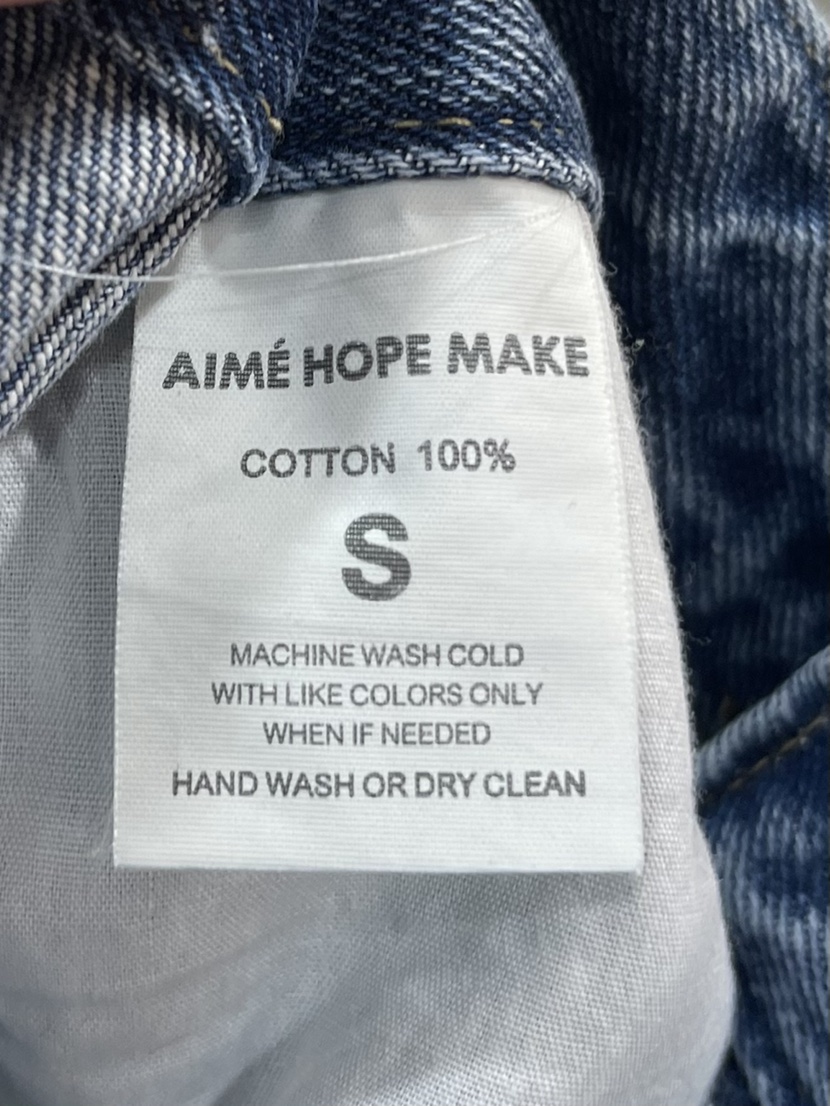 AIMÉ HOPE MAKE
COTTON 100%
S
MACHINE WASH COLD
WITH LIKE COLORS ONLY
WHEN IF NEEDED
HAND WASH OR DRY CLEAN